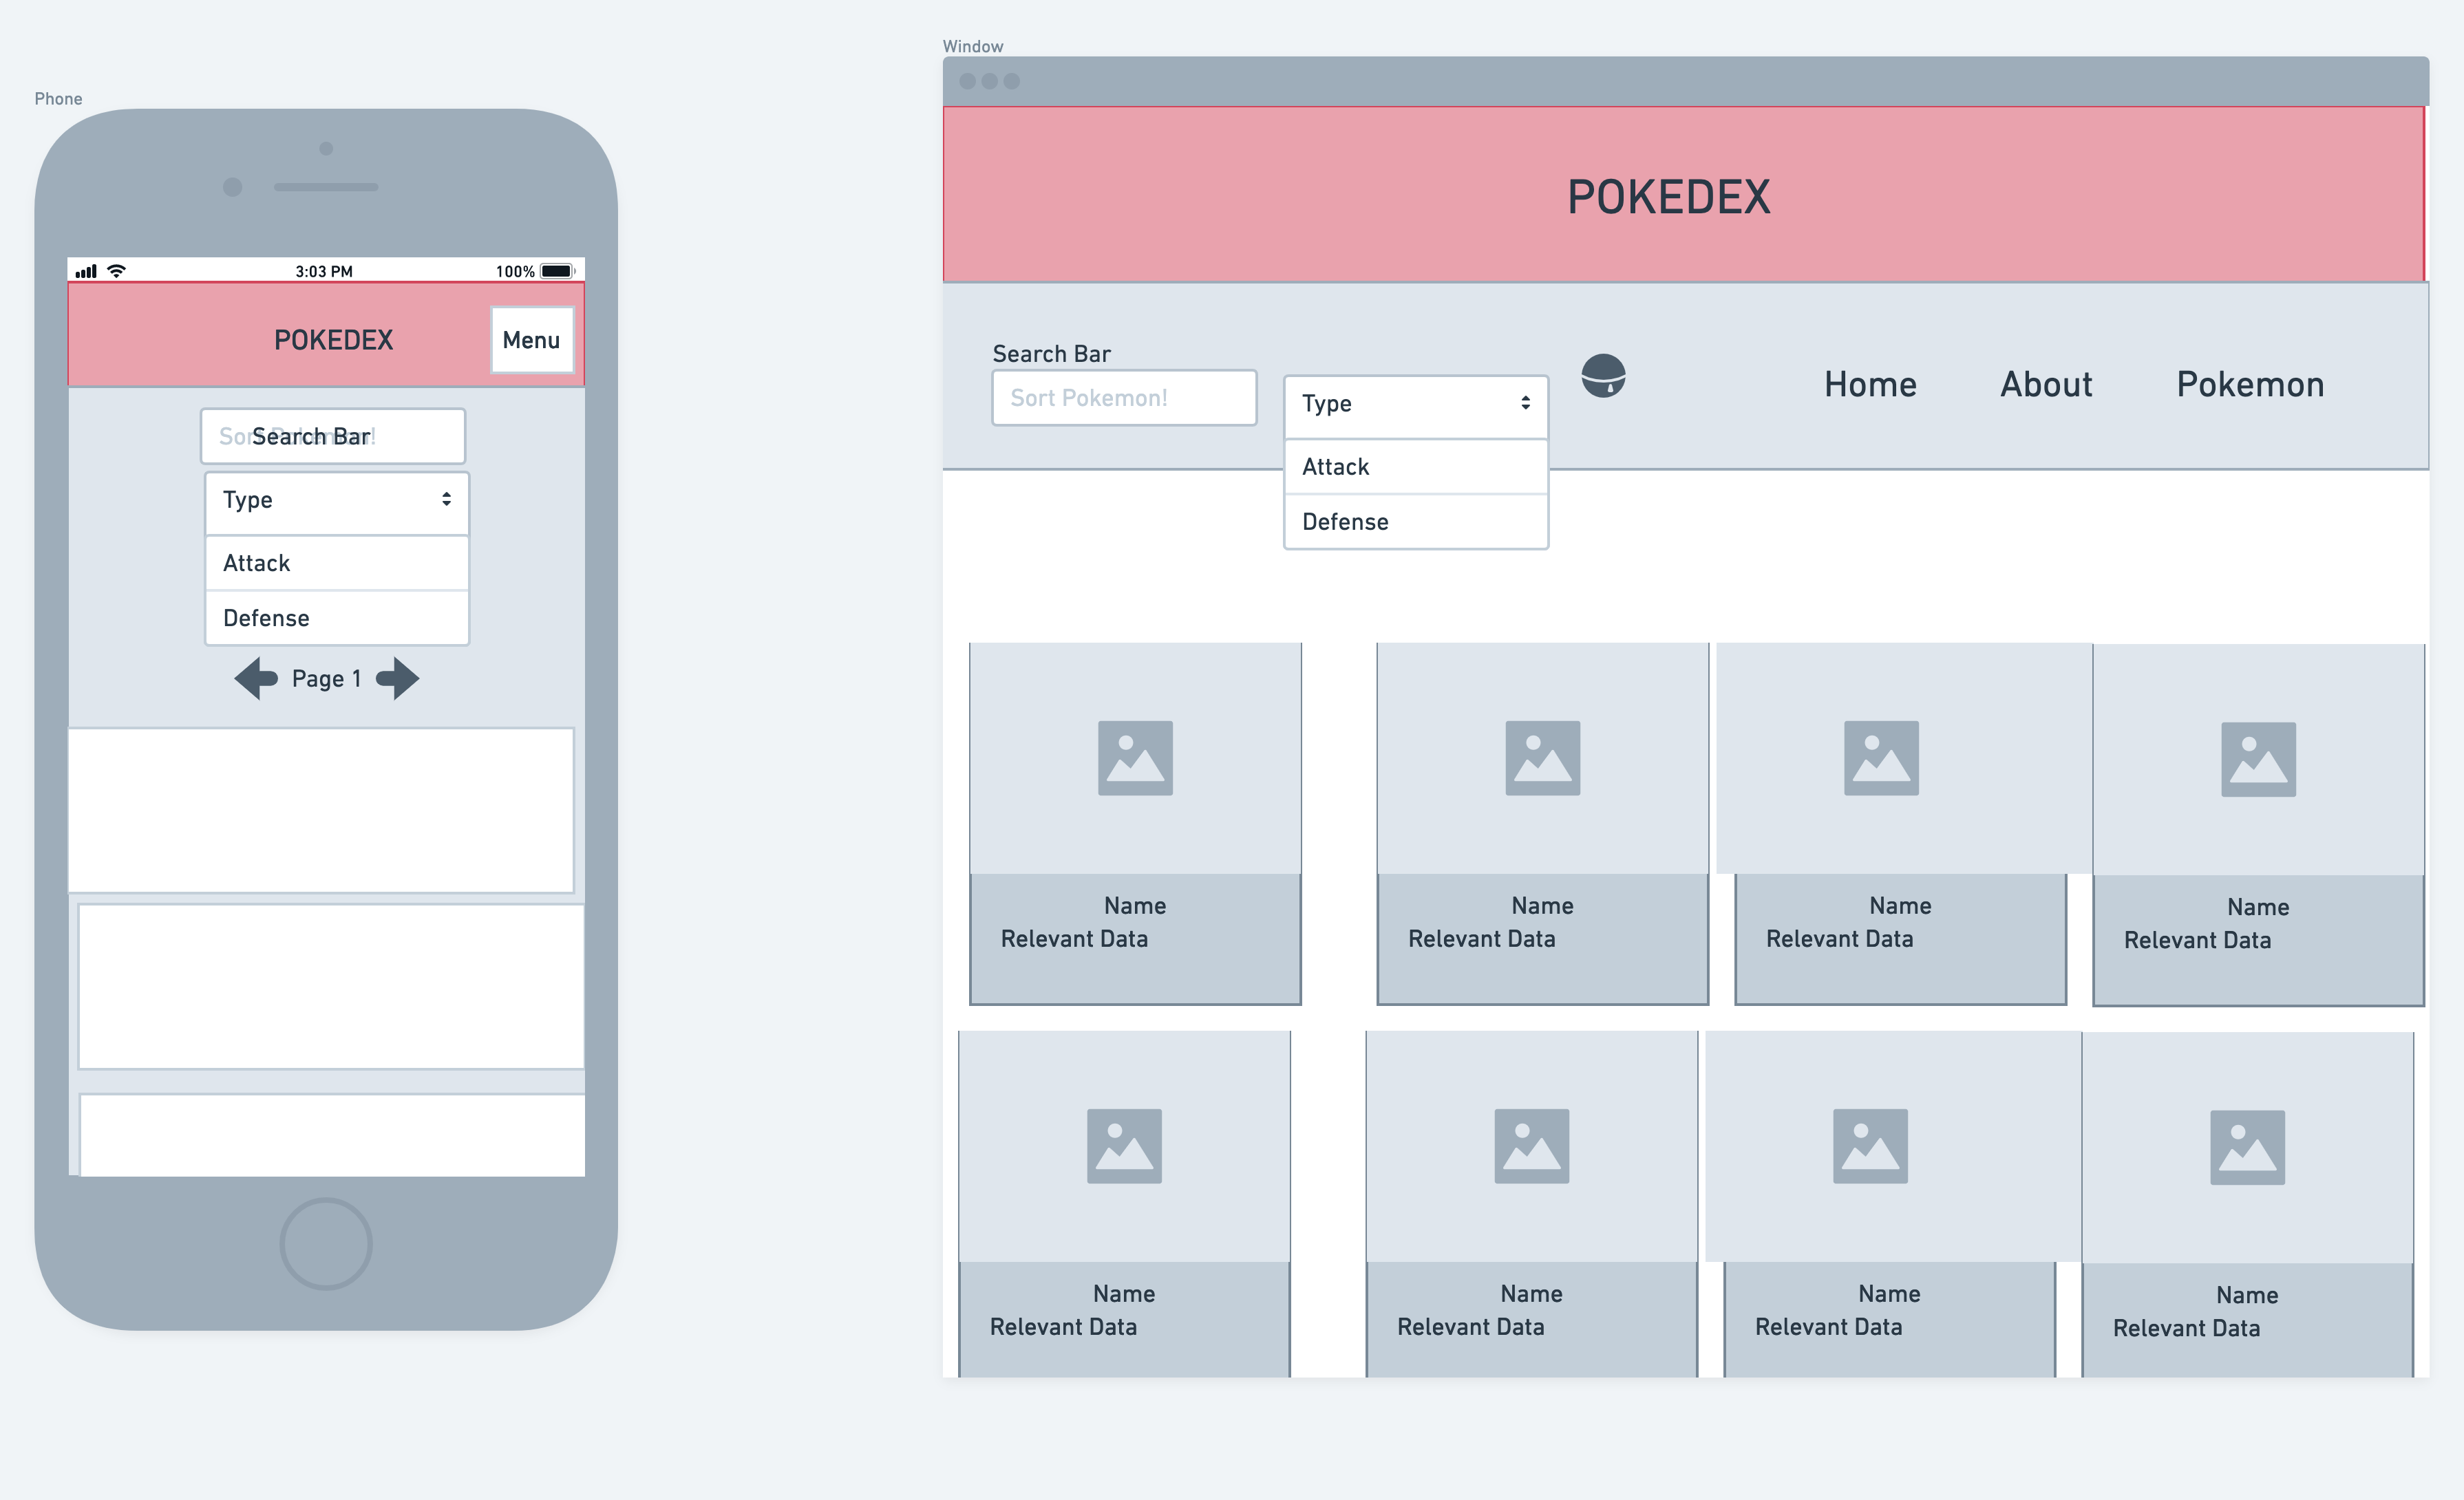 Phone
3:03 PM
100%
POKEDEX
Menu
Sort Pokemon!
Search Bar
Type
Attack
Defense
Page 1
Window
POKEDEX
Search Bar
Sort Pokemon!
Type
Attack
Defense
Home
About
Pokemon
Name
Relevant Data
Name
Relevant Data
Name
Relevant Data
Name
Relevant Data
Name
Relevant Data
Name
Relevant Data
Name
Relevant Data
Name
Relevant Data